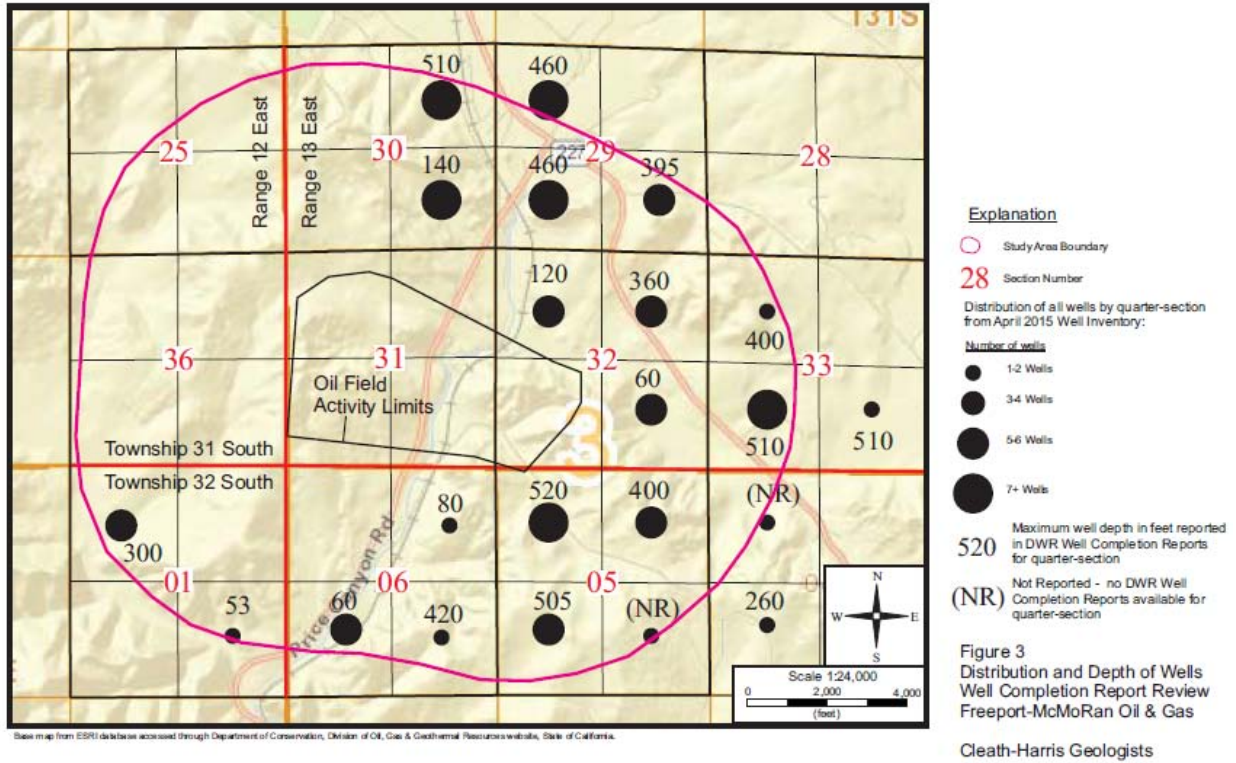 131S
510
460
Range 12 East
Range 13 East
25
30
227
29
28
140
460
395
120
360
400
36
31
32
33
Oil Field
Activity Limits
60
3
510
510
Township 31 South
Township 32 South
80
520
400
(NR)
300
01
06
05
0
Price Canyon Rd
53
60
420
505
(NR)
260
N
W
E
S
Scale 1:24,000
0 2,000 4,000
(feet)
Base map from ESRI database accessed through Department of Conservation, Division of Oil, Gas & Geothermal Resources website, State of California.
Explanation
Study Area Boundary
28 Section Number
Distribution of all wells by quarter-section
from April 2015 Well Inventory:
Number of wells
1-2 Wells
3-4 Wells
5-6 Wells
7+ Wells
520
Maximum well depth in feet reported
in DWR Well Completion Reports
for quarter-section
(NR)
Not Reported - no DWR Well
Completion Reports available for
quarter-section
Figure 3
Distribution and Depth of Wells
Well Completion Report Review
Freeport-McMoRan Oil & Gas
Cleath-Harris Geologists